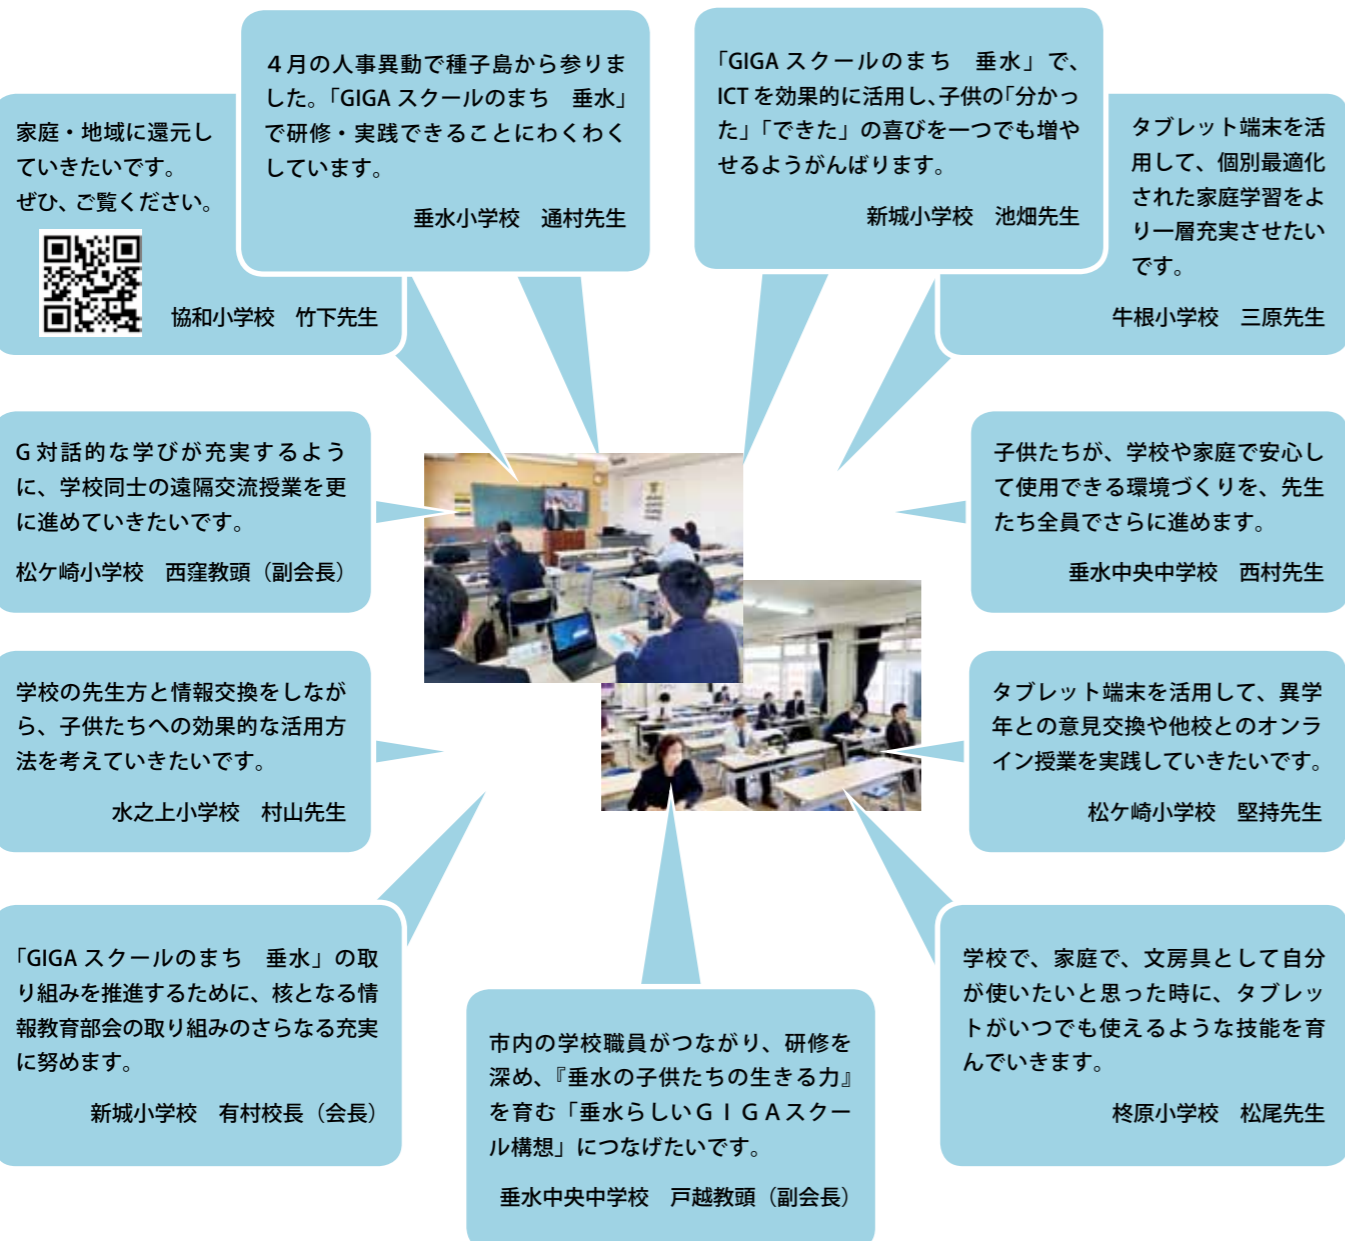 家庭・地域に還元し
ていきたいです。
ぜひ、ご覧ください。
協和小学校　竹下先生
４月の人事異動で種子島から参りま
した。「GIGA スクールのまち　垂水」
で研修・実践できることにわくわく
しています。
垂水小学校　通村先生
「GIGA スクールのまち　垂水」で、
ICT を効果的に活用し、子供の「分かっ
た」「できた」の喜びを一つでも増や
せるようがんばります。
新城小学校　池畑先生
タブレット端末を活
用して、個別最適化
された家庭学習をよ
り一層充実させたい
です。
牛根小学校　三原先生
G 対話的な学びが充実するよう
に、学校同士の遠隔交流授業を更
に進めていきたいです。
松ケ崎小学校　西窪教頭（副会長）
子供たちが、学校や家庭で安心し
て使用できる環境づくりを、先生
たち全員でさらに進めます。
垂水中央中学校　西村先生
学校の先生方と情報交換をしなが
ら、子供たちへの効果的な活用方
法を考えていきたいです。
水之上小学校　村山先生
タブレット端末を活用して、異学
年との意見交換や他校とのオンラ
イン授業を実践していきたいです。
松ケ崎小学校　堅持先生
「GIGA スクールのまち　垂水」の取
り組みを推進するために、核となる情
報教育部会の取り組みのさらなる充実
に努めます。
新城小学校　有村校長（会長）
市内の学校職員がつながり、研修を
深め、『垂水の子供たちの生きる力』
を育む「垂水らしいＧＩＧＡスクー
ル構想」につなげたいです。
垂水中央中学校　戸越教頭（副会長）
学校で、家庭で、文房具として自分
が使いたいと思った時に、タブレッ
トがいつでも使えるような技能を育
んでいきます。
柊原小学校　松尾先生